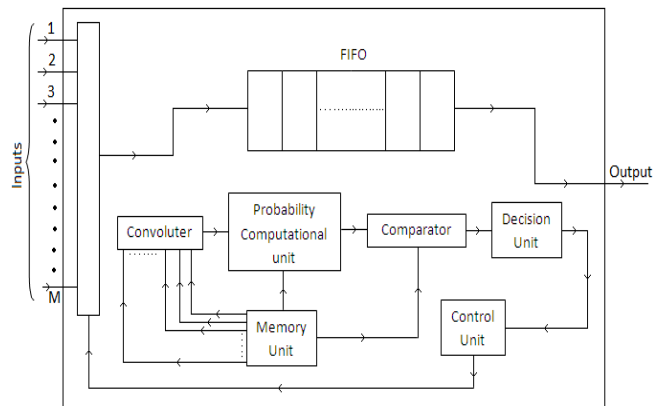 1
2
3
M
Inputs
FIFO
Output
Convoluter
Probability
Computational
unit
Comparator
Decision
Unit
Memory
Unit
Control
Unit